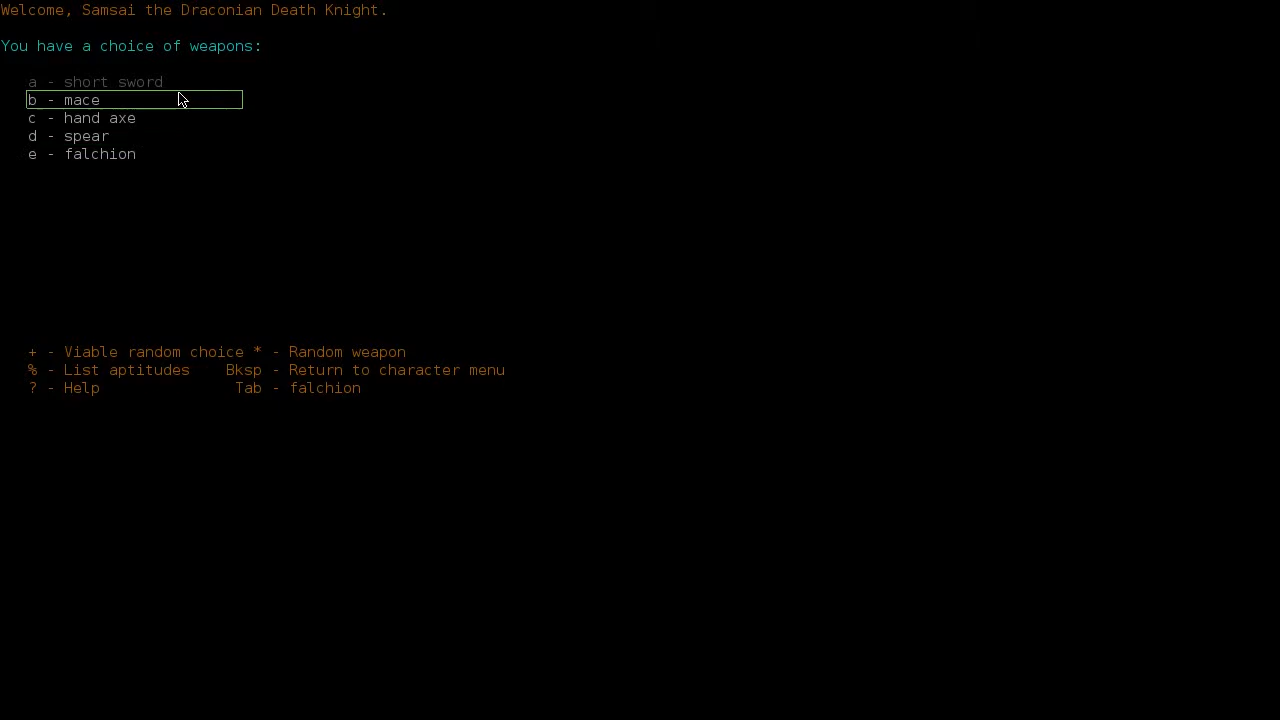 Welcome, Samsai the Draconian Death Knight.
You have a choice of weapons:
a - short sword
b - mace
c - hand axe
d - spear
e - falchion
+ - Viable random choice * - Random weapon
% - List aptitudes    Bksp - Return to character menu
? - Help               Tab - falchion